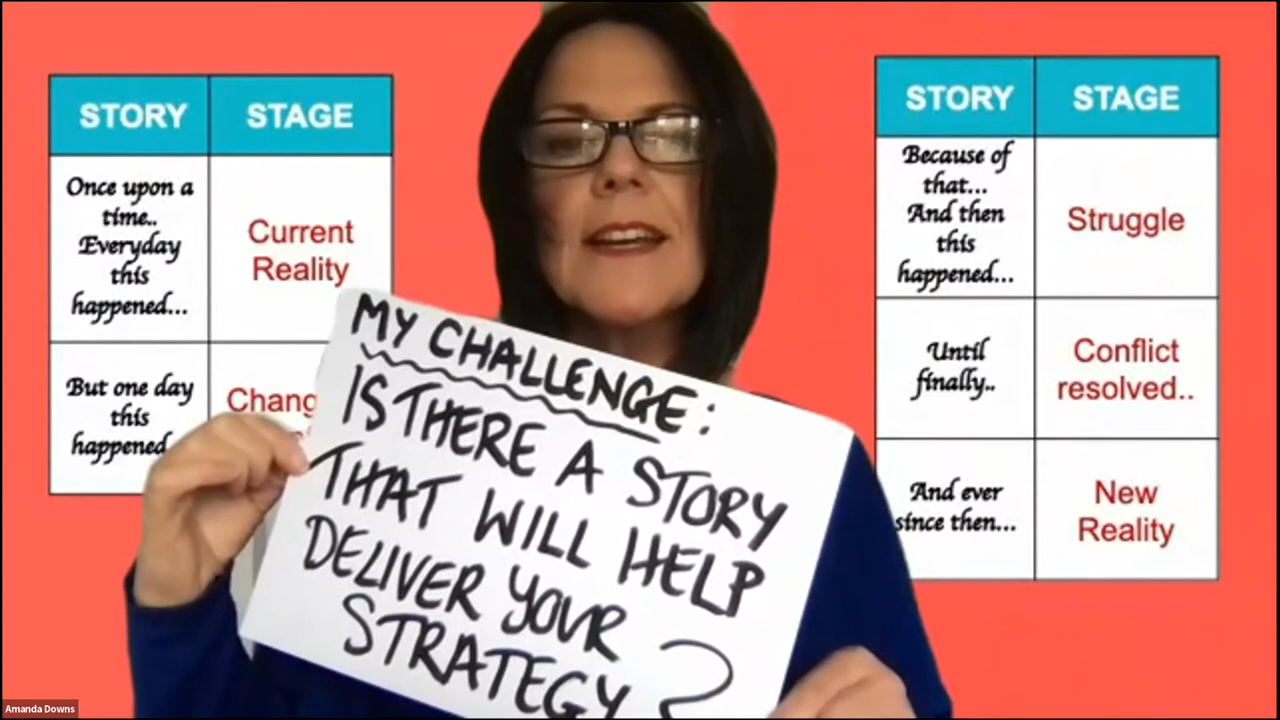 STORY STAGE
Once upon a
time..
Everyday
this
happened...
Current
Reality
But one day
this
happened
MY CHALLENGE:
IS THERE A STORY
THAT WILL HELP
DELIVER YOUR
STRATEGY?
STORY STAGE
Because of
that...
And then
this
happened...
Struggle
Until
finally..
Conflict
resolved..
And ever
since then...
New
Reality
Amanda Downs